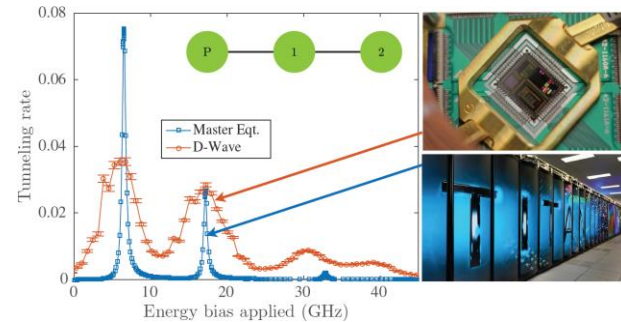 0.08
0.06
0.04
0.02
0
0
10
20
30
40
Tunneling rate
Energy bias applied (GHz)
P
1
2
Master Eqt.
D-Wave
TITAN